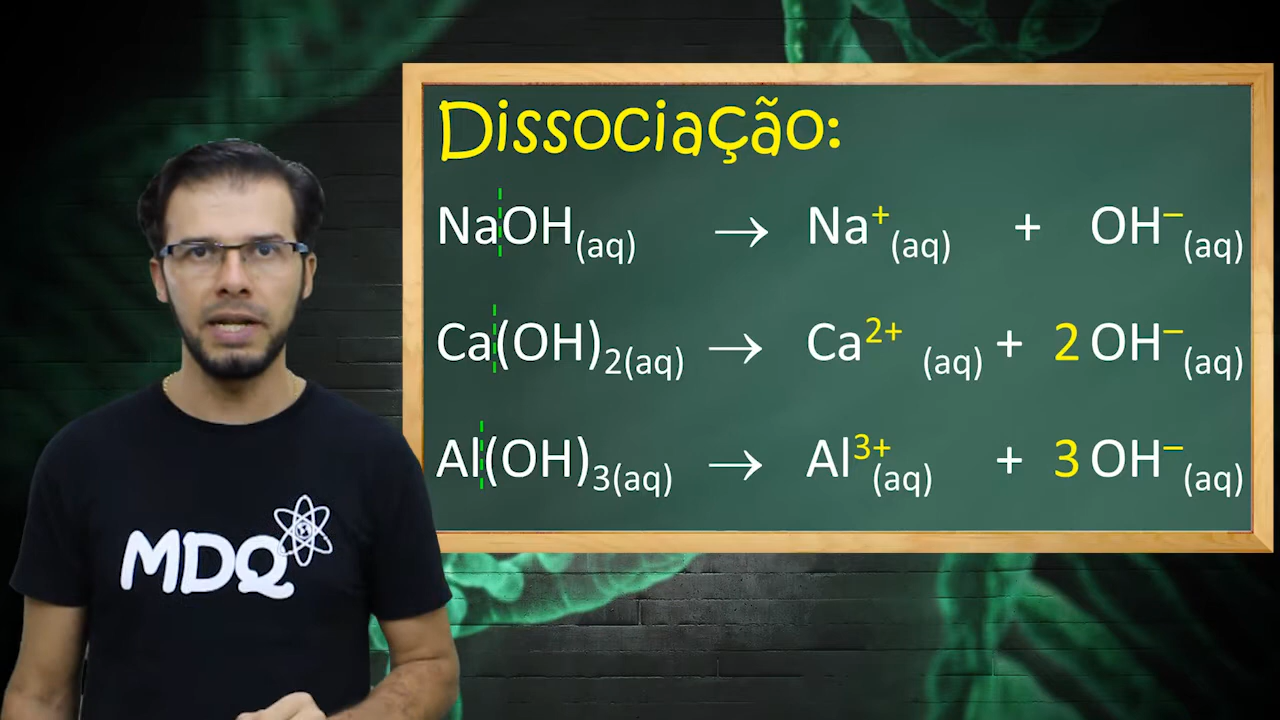 Dissociação:
NaOH(aq) → Na⁺(aq) + OH⁻(aq)
Ca(OH)₂(aq) → Ca²⁺ (aq) + 2 OH⁻(aq)
Al(OH)₃(aq) → Al³⁺(aq) + 3 OH⁻(aq)
MDQ